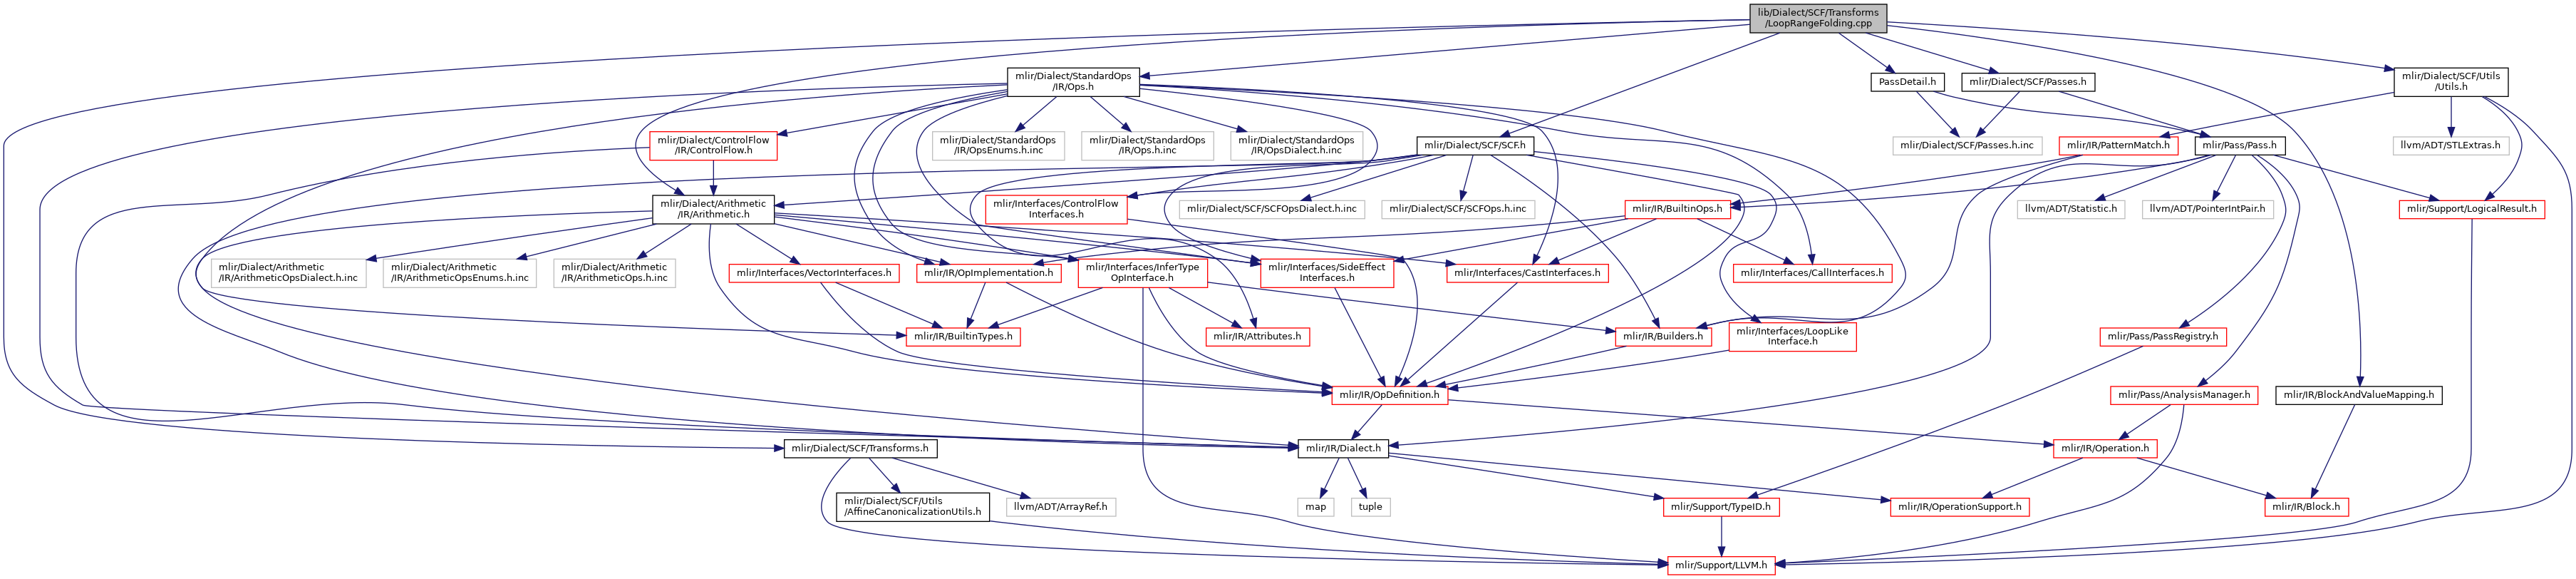 lib/Dialect/SCF/Transforms
/LoopRangeFolding.cpp
mlir/Dialect/StandardOps
/IR/Ops.h
PassDetail.h
mlir/Dialect/SCF/Passes.h
mlir/Dialect/SCF/Utils
/Utils.h
mlir/Dialect/ControlFlow
/IR/ControlFlow.h
mlir/Dialect/StandardOps
/IR/OpsEnums.h.inc
mlir/Dialect/StandardOps
/IR/Ops.h.inc
mlir/Dialect/StandardOps
/IR/OpsDialect.h.inc
mlir/Dialect/SCF/SCF.h
mlir/Dialect/SCF/Passes.h.inc
mlir/IR/PatternMatch.h
mlir/Pass/Pass.h
llvm/ADT/STLExtras.h
mlir/Dialect/Arithmetic
/IR/Arithmetic.h
mlir/Interfaces/ControlFlow
Interfaces.h
mlir/Dialect/SCF/SCFOpsDialect.h.inc
mlir/Dialect/SCF/SCFOps.h.inc
mlir/IR/BuiltinOps.h
llvm/ADT/Statistic.h
llvm/ADT/PointerIntPair.h
mlir/Support/LogicalResult.h
mlir/Dialect/Arithmetic
/IR/ArithmeticOpsDialect.h.inc
mlir/Dialect/Arithmetic
/IR/ArithmeticOpsEnums.h.inc
mlir/Dialect/Arithmetic
/IR/ArithmeticOps.h.inc
mlir/Interfaces/VectorInterfaces.h
mlir/IR/OpImplementation.h
mlir/Interfaces/InferType
OpInterface.h
mlir/Interfaces/SideEffect
Interfaces.h
mlir/Interfaces/CastInterfaces.h
mlir/Interfaces/CallInterfaces.h
mlir/IR/BuiltinTypes.h
mlir/IR/Attributes.h
mlir/IR/Builders.h
mlir/Interfaces/LoopLike
Interface.h
mlir/Pass/PassRegistry.h
mlir/IR/OpDefinition.h
mlir/Pass/AnalysisManager.h
mlir/IR/BlockAndValueMapping.h
mlir/Dialect/SCF/Transforms.h
mlir/IR/Dialect.h
mlir/IR/Operation.h
mlir/Dialect/SCF/Utils
/AffineCanonicalizationUtils.h
llvm/ADT/ArrayRef.h
map
tuple
mlir/Support/TypeID.h
mlir/IR/OperationSupport.h
mlir/IR/Block.h
mlir/Support/LLVM.h